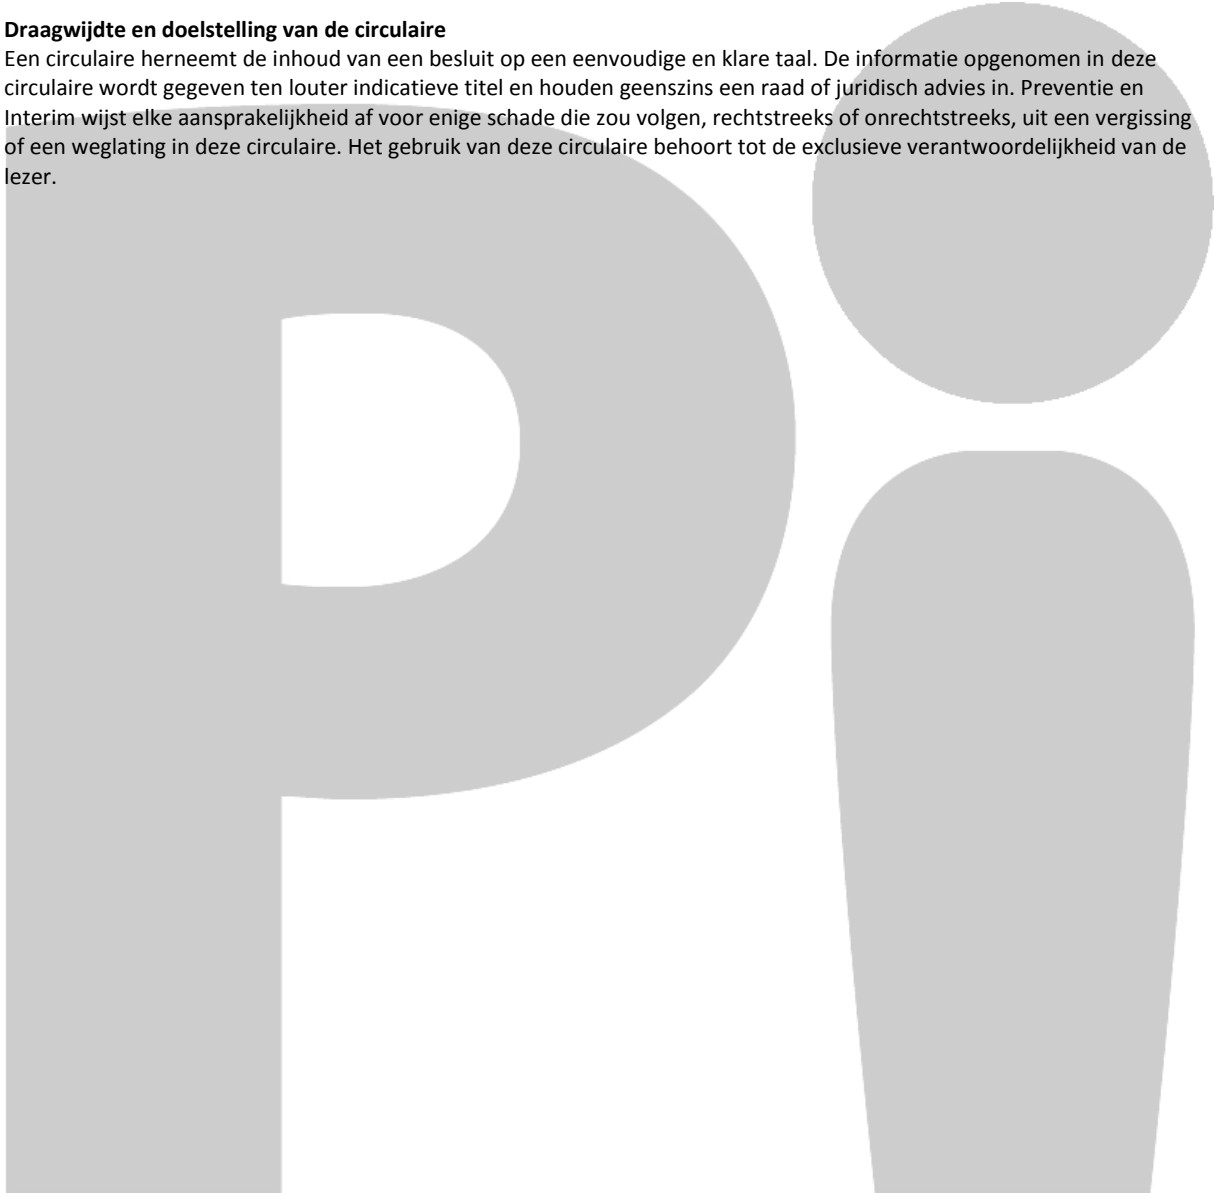 Draagwijdte en doelstelling van de circulaire
Een circulaire herneemt de inhoud van een besluit op een eenvoudige en klare taal. De informatie opgenomen in deze
circulaire wordt gegeven ten louter indicatieve titel en houden geenszins een raad of juridisch advies in. Preventie en
Interim wijst elke aansprakelijkheid af voor enige schade die zou volgen, rechtstreeks of onrechtstreeks, uit een vergissing
of een weglating in deze circulaire. Het gebruik van deze circulaire behoort tot de exclusieve verantwoordelijkheid van de
lezer.
Pi